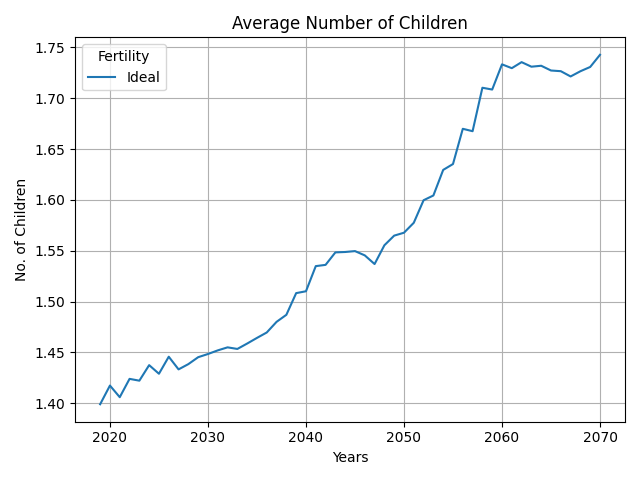 Average Number of Children
Fertility
Ideal
No. of Children
1.75
1.70
1.65
1.60
1.55
1.50
1.45
1.40
2020 2030 2040 2050 2060 2070
Years